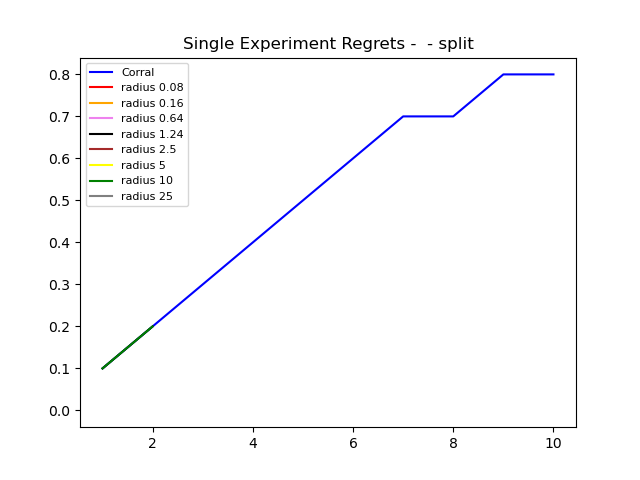 Single Experiment Regrets -  - split
0.8
0.7
0.6
0.5
0.4
0.3
0.2
0.1
0.0
Corral
radius 0.08
radius 0.16
radius 0.64
radius 1.24
radius 2.5
radius 5
radius 10
radius 25
2
4
6
8
10